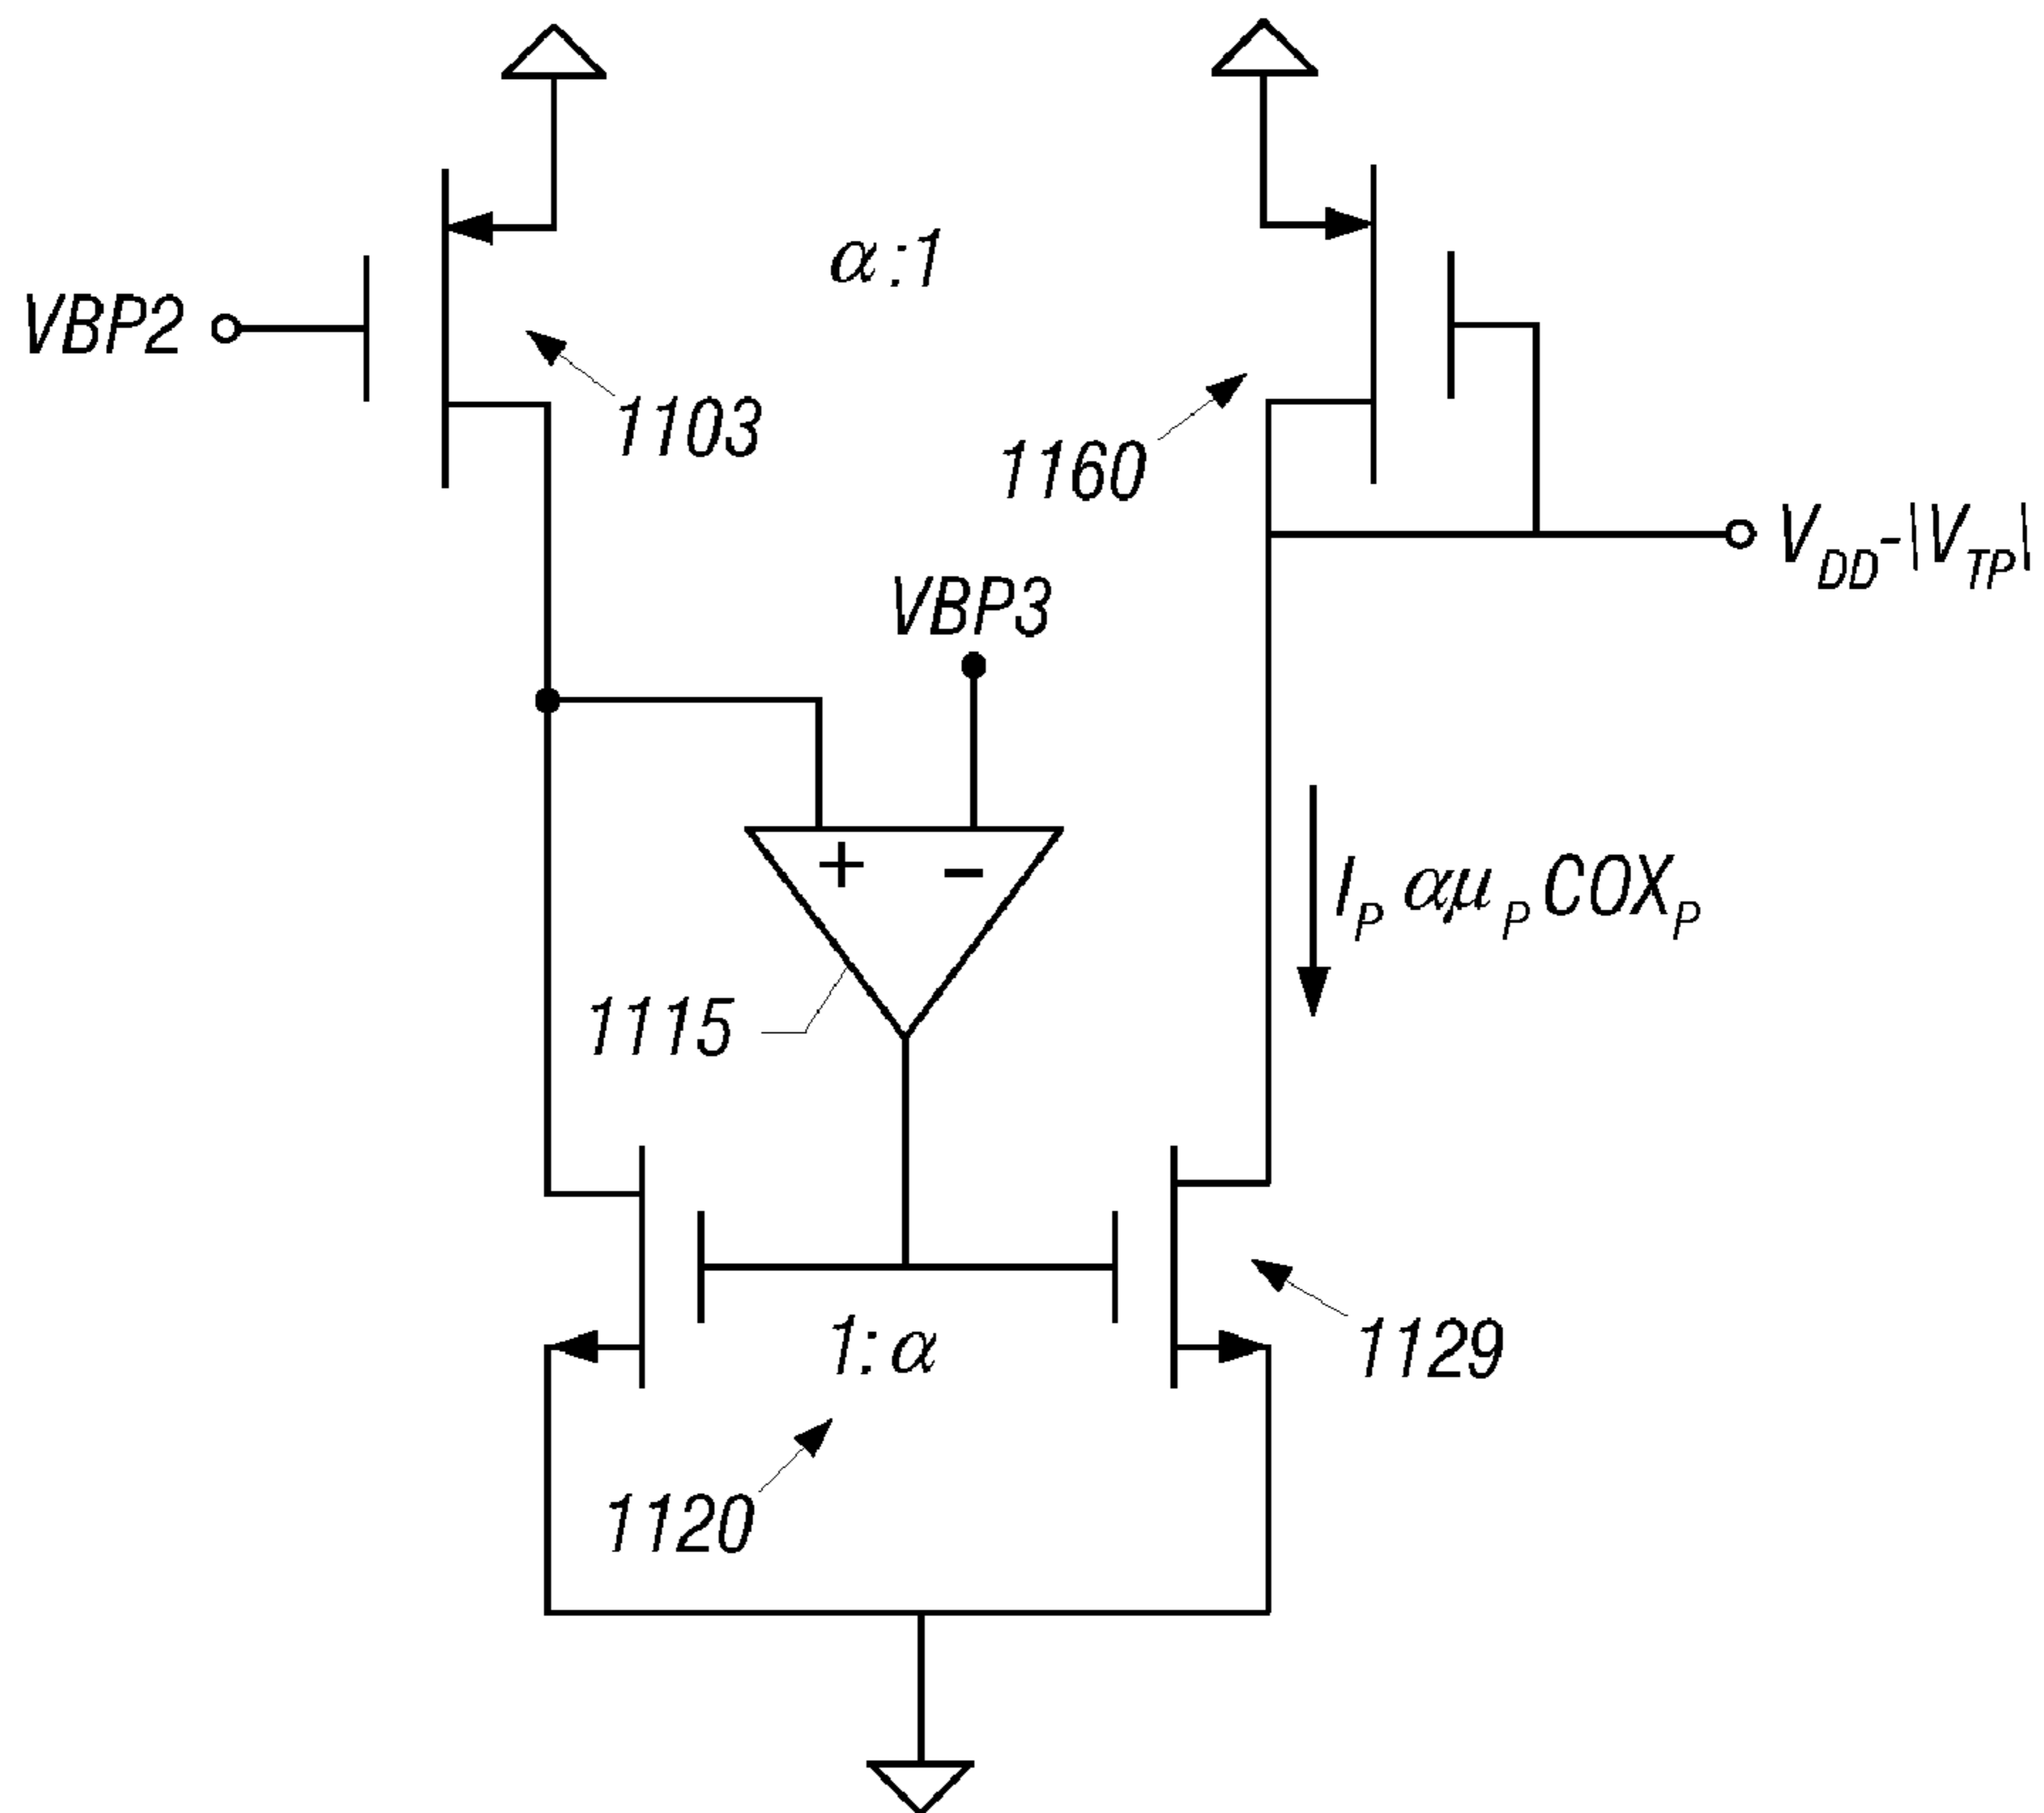 α:1
VBP2
1103
1160
V_DD-|V_TP|
VBP3
+ −
I_P αμ_P COX_P
1115
1:α
1129
1120